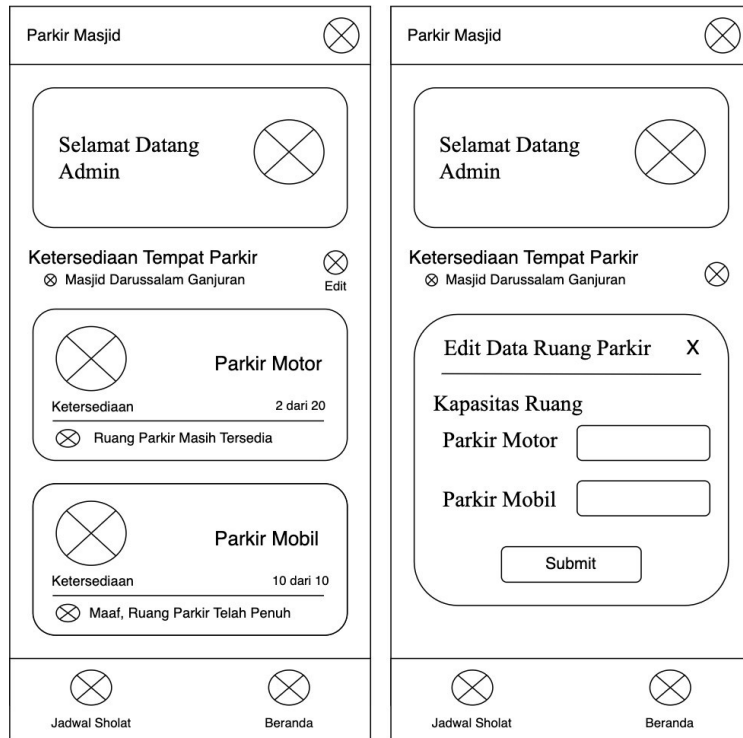 Parkir Masjid
Selamat Datang
Admin
Ketersediaan Tempat Parkir
Masjid Darussalam Ganjuran
Edit
Parkir Motor
Ketersediaan
2 dari 20
Ruang Parkir Masih Tersedia
Parkir Mobil
Ketersediaan
10 dari 10
Maaf, Ruang Parkir Telah Penuh
Jadwal Sholat
Beranda
Parkir Masjid
Selamat Datang
Admin
Ketersediaan Tempat Parkir
Masjid Darussalam Ganjuran
Edit Data Ruang Parkir X
Kapasitas Ruang
Parkir Motor
Parkir Mobil
Submit
Jadwal Sholat
Beranda